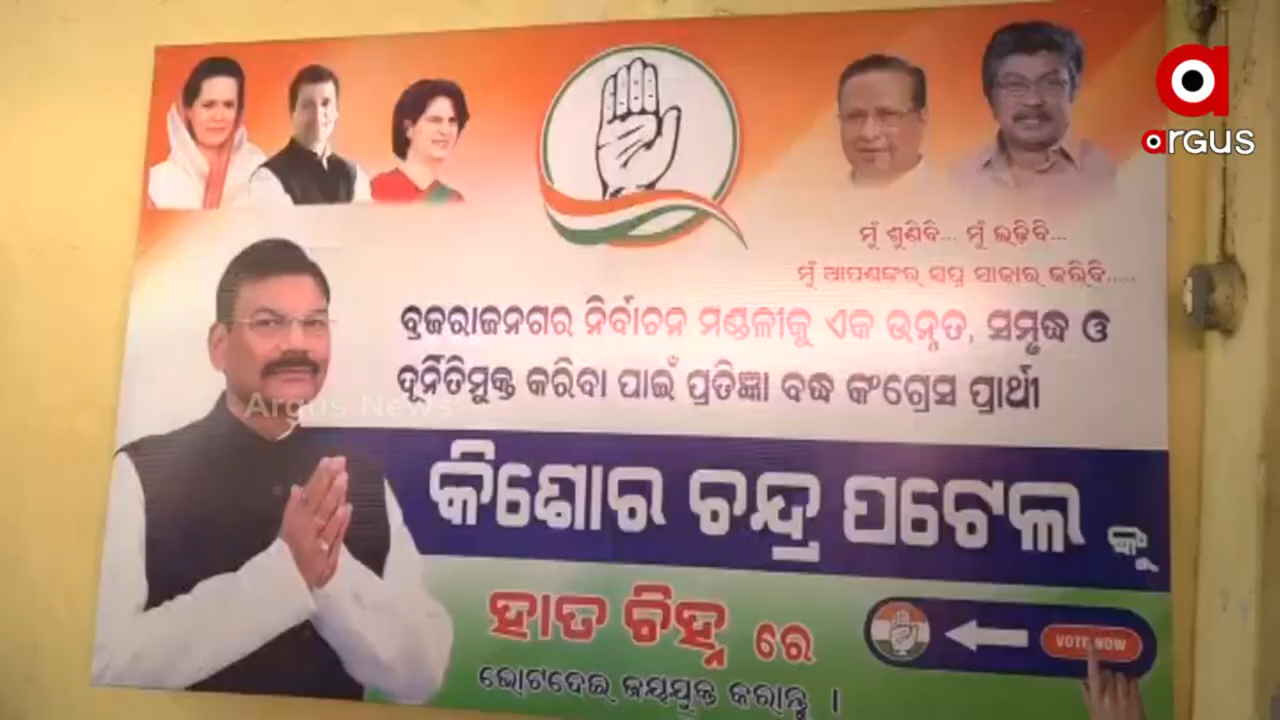 argus
ମୁଁ ଶୁଣିବି... ମୁଁ ଲଢ଼ିବି...
ମୁଁ ଆପଣଙ୍କର ସ୍ୱପ୍ନ ସାକାର କରିବି.....
ବ୍ରଜରାଜନଗର ନିର୍ବାଚନ ମଣ୍ଡଳୀକୁ ଏକ ଉନ୍ନତ, ସମୃଦ୍ଧ ଓ
ଦୂର୍ନିତିମୁକ୍ତ କରିବା ପାଇଁ ପ୍ରତିଜ୍ଞା ବଦ୍ଧ କଂଗ୍ରେସ ପ୍ରାର୍ଥୀ
Argus News
କିଶୋର ଚନ୍ଦ୍ର ପଟେଲ କୁ
ହାତ ଚିହ୍ନ ରେ
VOTE NOW
ଭୋଟଦେଇ ଜୟଯୁକ୍ତ କରାନ୍ତୁ ।